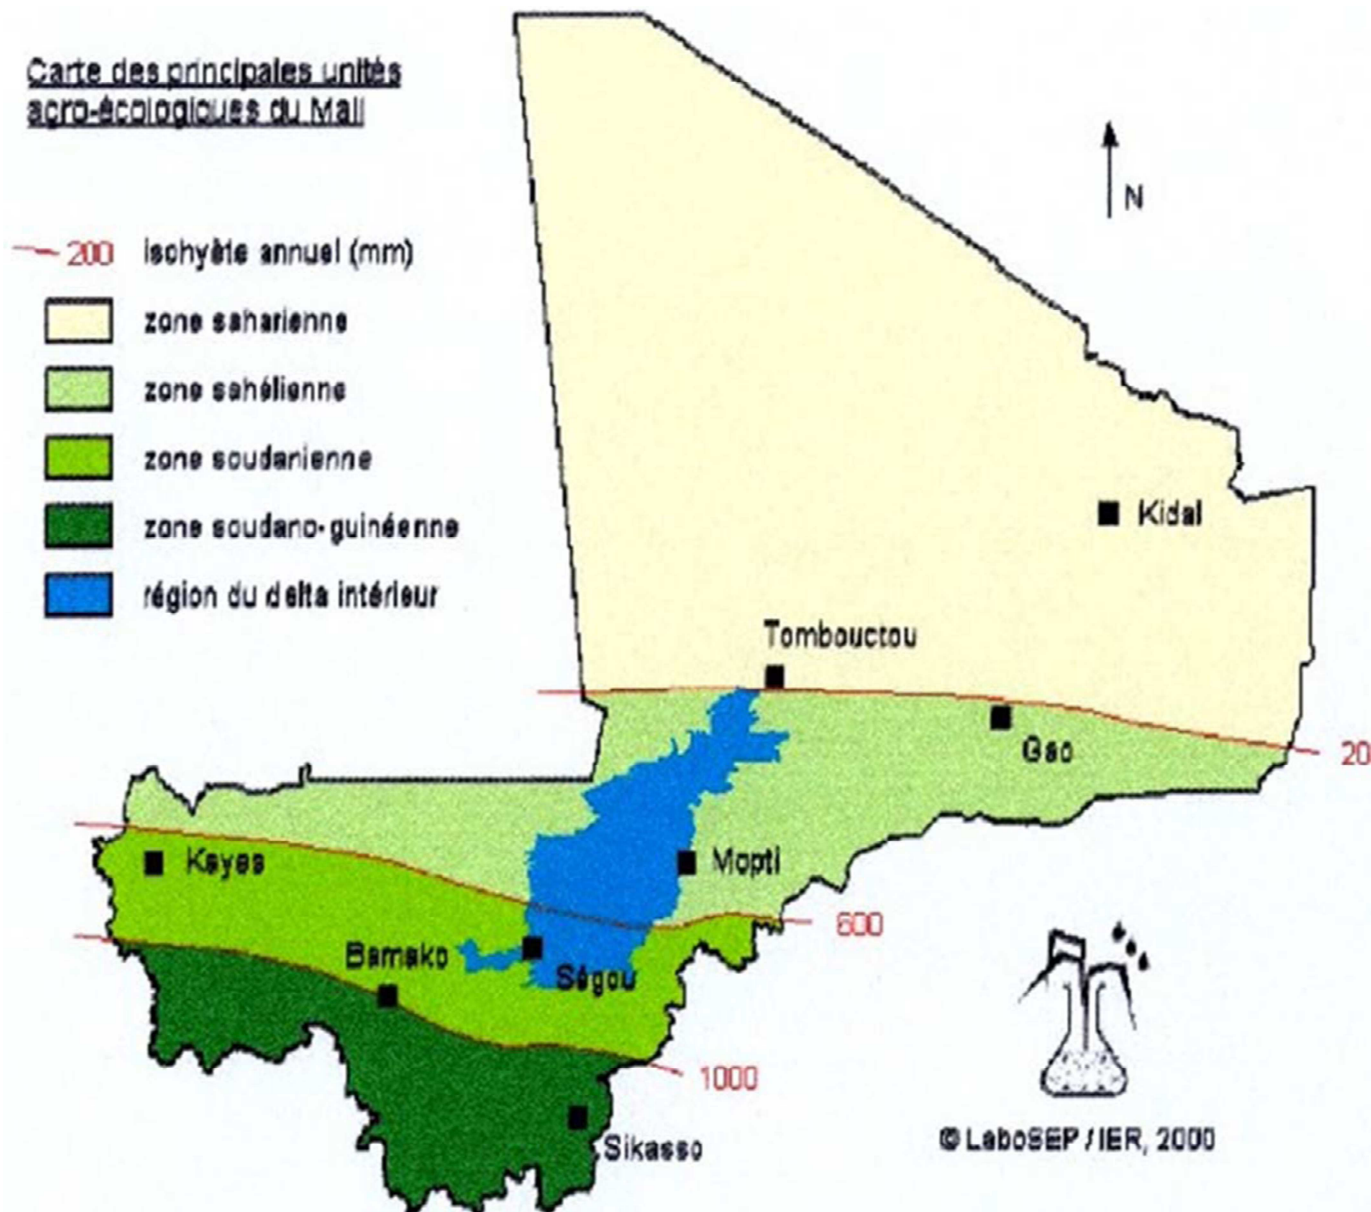 Carte des principales unités
agro-écologiques du Mali
200 isohyète annuel (mm)
zone saharienne
zone sahélienne
zone soudanienne
zone soudano-guinéenne
région du delta intérieur
N
Kidal
Tombouctou
Gao
20
Kayes
Mopti
600
Bamako
Ségou
1000
Sikasso
© LaboSEP / IER, 2000